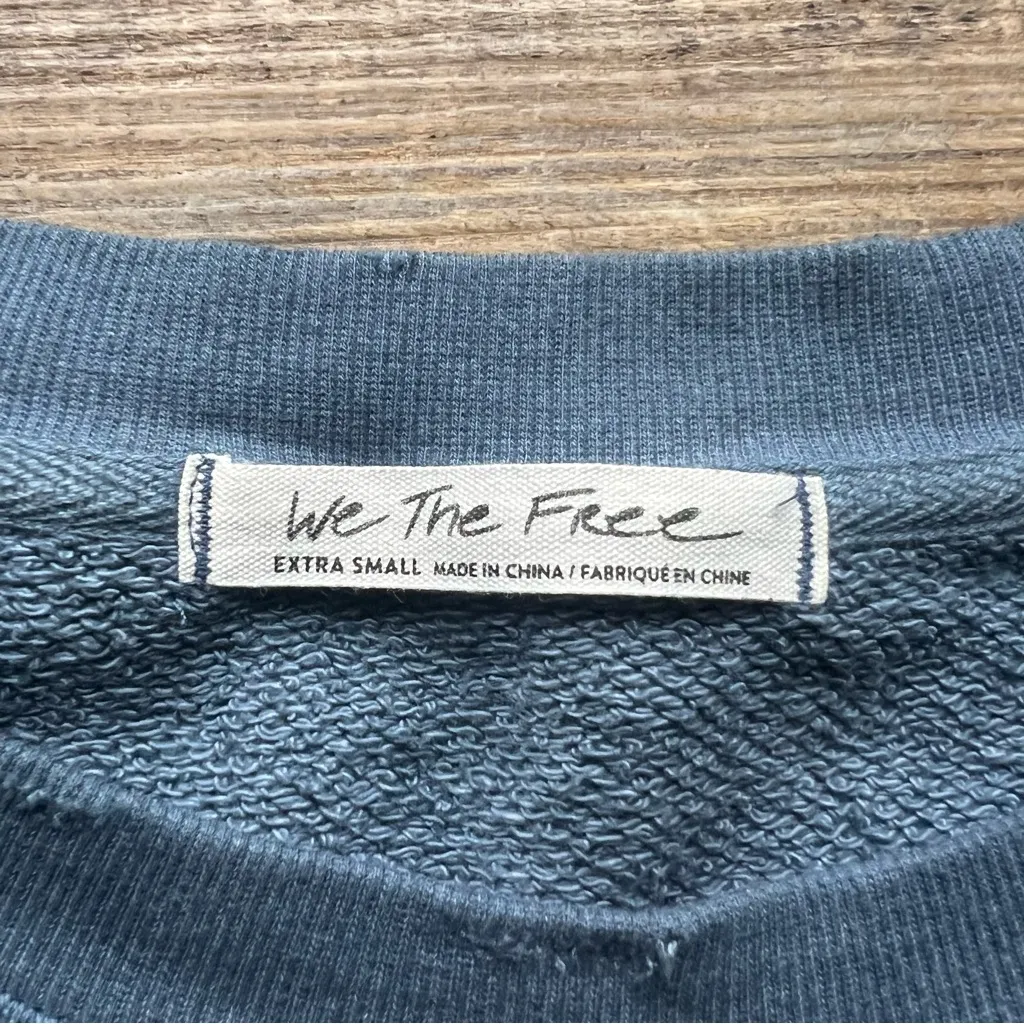 We The Free
EXTRA SMALL MADE IN CHINA / FABRIQUÉ EN CHINE